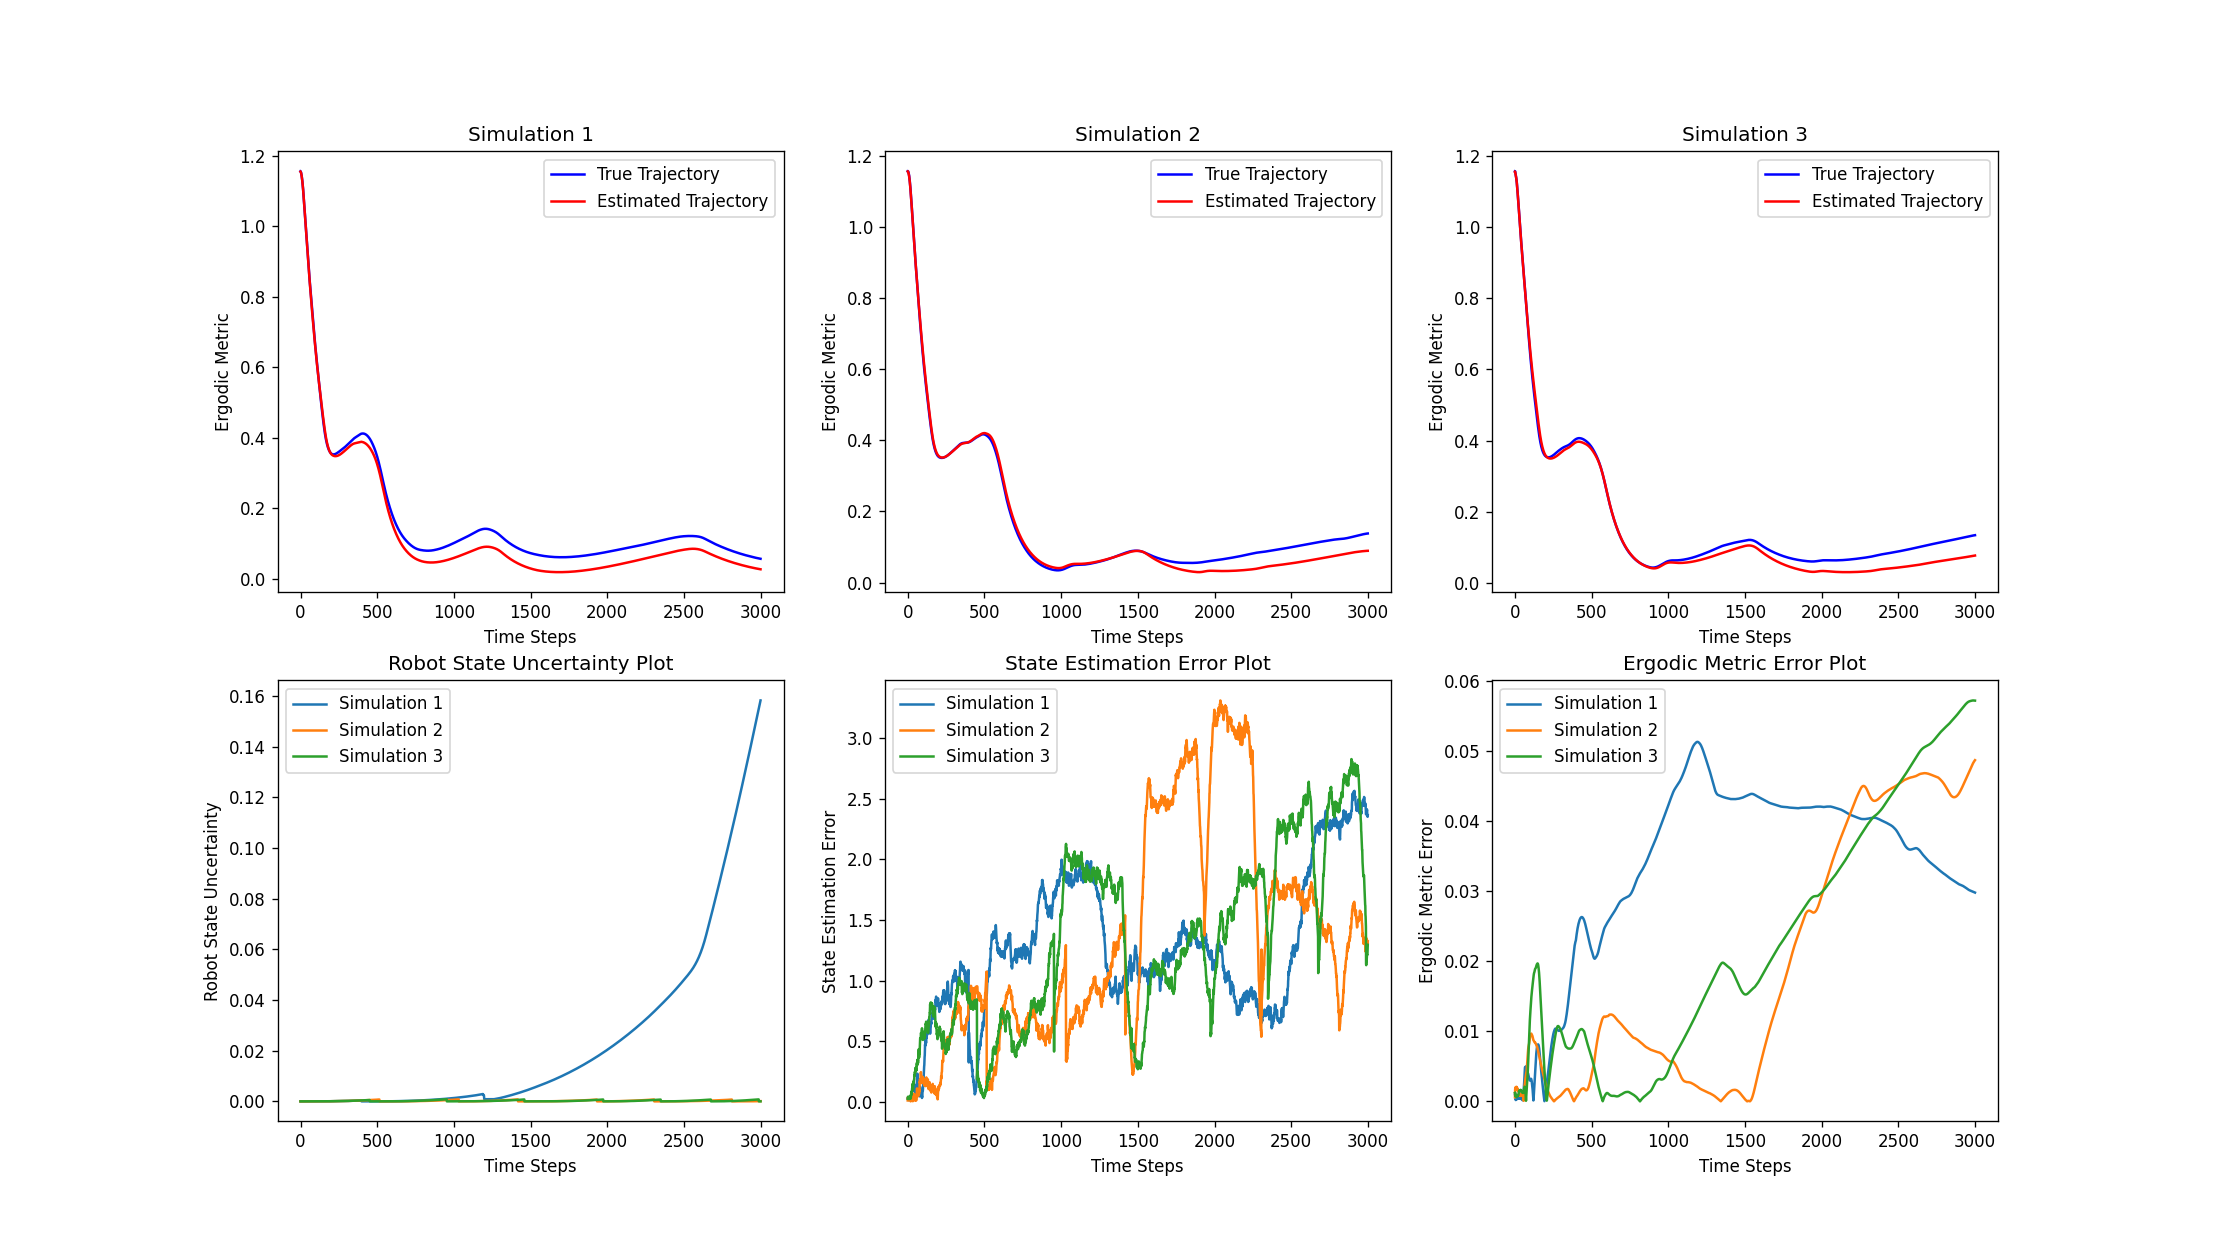 Simulation 1
1.2
1.0
0.8
0.6
0.4
0.2
0.0
Ergodic Metric
True Trajectory
Estimated Trajectory
0 500 1000 1500 2000 2500 3000
Time Steps
Simulation 2
1.2
1.0
0.8
0.6
0.4
0.2
0.0
Ergodic Metric
True Trajectory
Estimated Trajectory
0 500 1000 1500 2000 2500 3000
Time Steps
Simulation 3
1.2
1.0
0.8
0.6
0.4
0.2
0.0
Ergodic Metric
True Trajectory
Estimated Trajectory
0 500 1000 1500 2000 2500 3000
Time Steps
Robot State Uncertainty Plot
0.16
0.14
0.12
0.10
0.08
0.06
0.04
0.02
0.00
Robot State Uncertainty
Simulation 1
Simulation 2
Simulation 3
0 500 1000 1500 2000 2500 3000
Time Steps
State Estimation Error Plot
3.0
2.5
2.0
1.5
1.0
0.5
0.0
State Estimation Error
Simulation 1
Simulation 2
Simulation 3
0 500 1000 1500 2000 2500 3000
Time Steps
Ergodic Metric Error Plot
0.06
0.05
0.04
0.03
0.02
0.01
0.00
Ergodic Metric Error
Simulation 1
Simulation 2
Simulation 3
0 500 1000 1500 2000 2500 3000
Time Steps